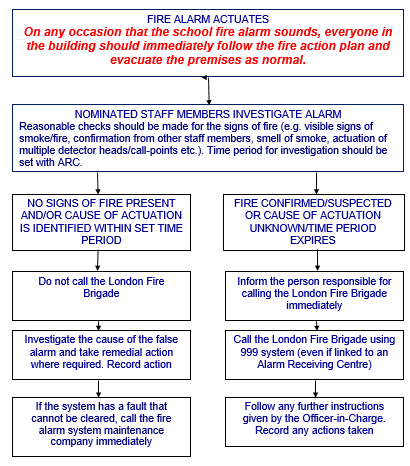 FIRE ALARM ACTUATES
On any occasion that the school fire alarm sounds, everyone in
the building should immediately follow the fire action plan and
evacuate the premises as normal.
NOMINATED STAFF MEMBERS INVESTIGATE ALARM
Reasonable checks should be made for the signs of fire (e.g. visible signs of
smoke/fire, confirmation from other staff members, smell of smoke, actuation of
multiple detector heads/call-points etc.). Time period for investigation should be
set with ARC.
NO SIGNS OF FIRE PRESENT
AND/OR CAUSE OF ACTUATION
IS IDENTIFIED WITHIN SET TIME
PERIOD
Do not call the London Fire
Brigade
Investigate the cause of the false
alarm and take remedial action
where required. Record action
If the system has a fault that
cannot be cleared, call the fire
alarm system maintenance
company immediately
FIRE CONFIRMED/SUSPECTED
OR CAUSE OF ACTUATION
UNKNOWN/TIME PERIOD
EXPIRES
Inform the person responsible for
calling the London Fire Brigade
immediately
Call the London Fire Brigade using
999 system (even if linked to an
Alarm Receiving Centre)
Follow any further instructions
given by the Officer-in-Charge.
Record any actions taken